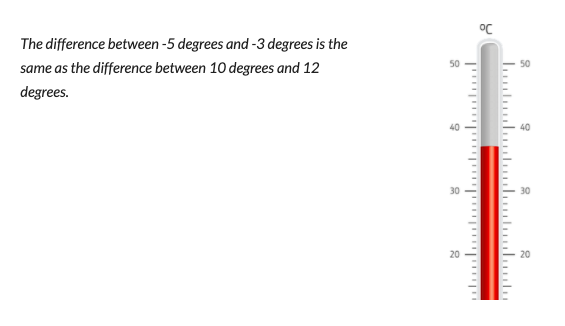 The difference between -5 degrees and -3 degrees is the
same as the difference between 10 degrees and 12
degrees.
ºC
50 50
40 40
30 30
20 20